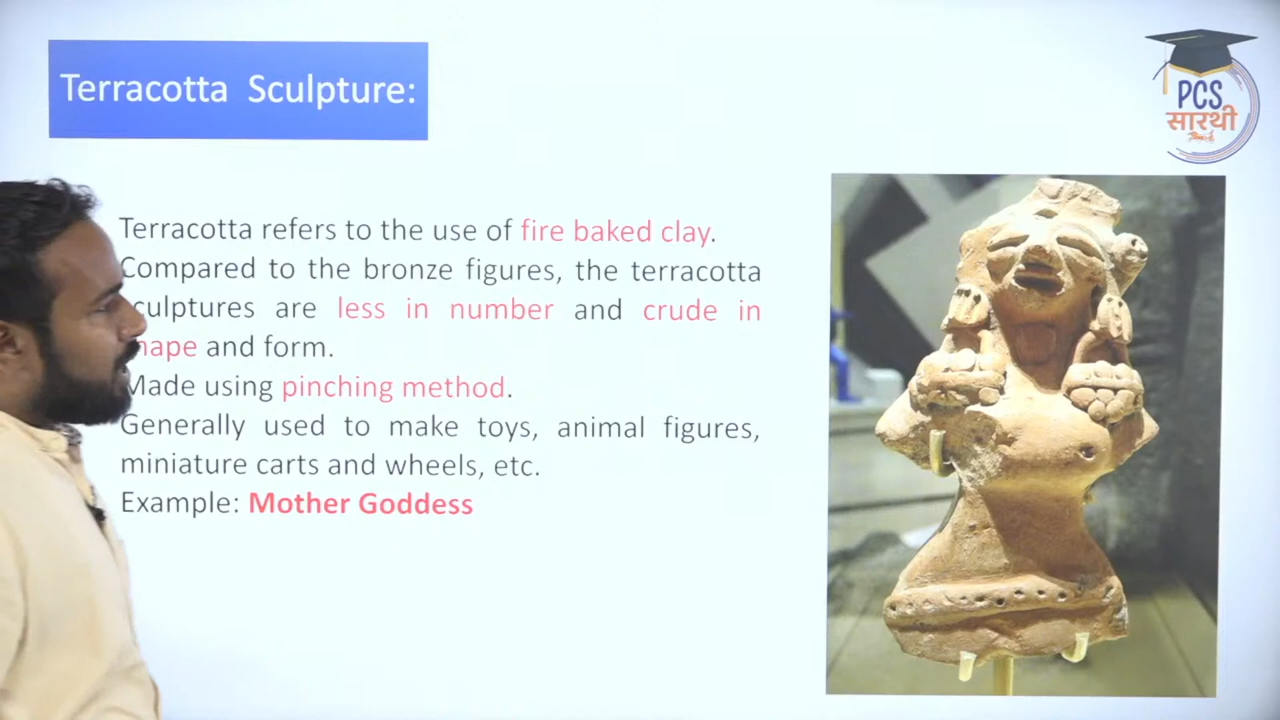 Terracotta Sculpture:
PCS
सारथी
Terracotta refers to the use of fire baked clay.
Compared to the bronze figures, the terracotta
culptures are less in number and crude in
hape and form.
Made using pinching method.
Generally used to make toys, animal figures,
miniature carts and wheels, etc.
Example: Mother Goddess